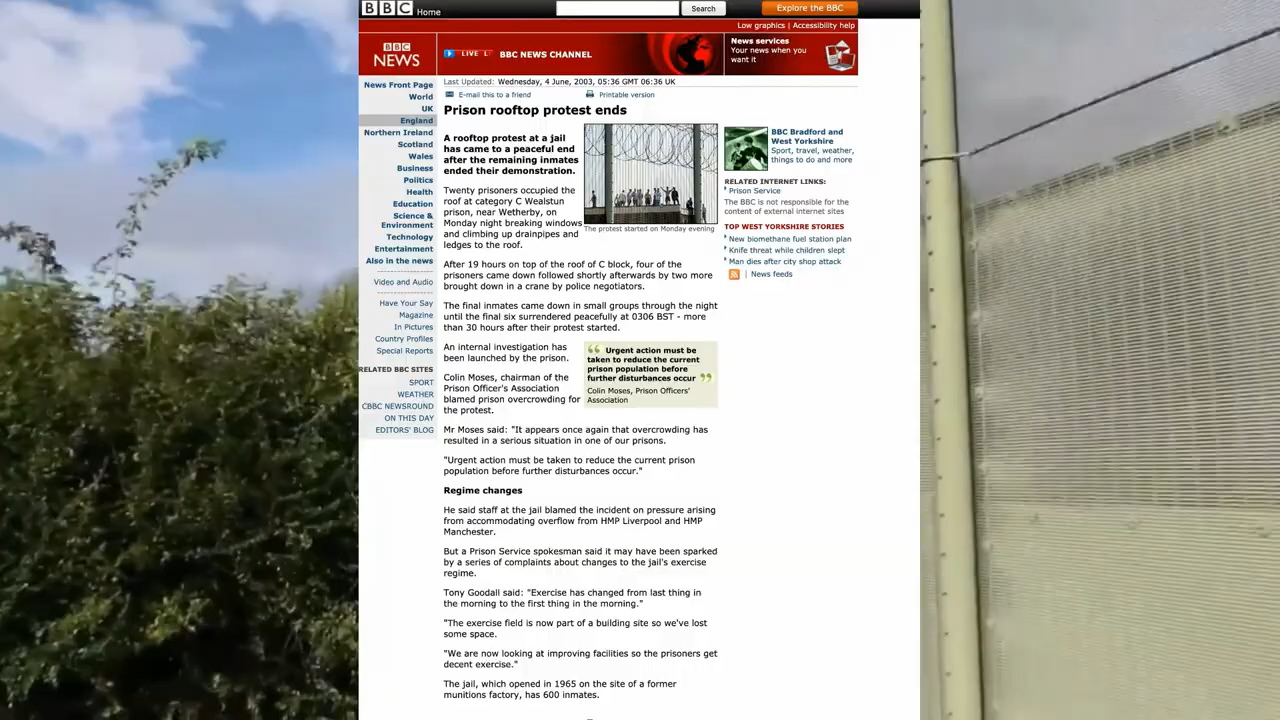 BBC Home
Search
Explore the BBC
Low graphics | Accessibility help
BBC
NEWS
LIVE
BBC NEWS CHANNEL
News services
Your news when you
want it
News Front Page
World
UK
England
Northern Ireland
Scotland
Wales
Business
Politics
Health
Education
Science &
Environment
Technology
Entertainment
Also in the news
Video and Audio
Have Your Say
Magazine
In Pictures
Country Profiles
Special Reports
RELATED BBC SITES
SPORT
WEATHER
CBBC NEWSROUND
ON THIS DAY
EDITORS' BLOG
Last Updated: Wednesday, 4 June, 2003, 05:36 GMT 06:36 UK
E-mail this to a friend
Printable version
Prison rooftop protest ends
A rooftop protest at a jail
has came to a peaceful end
after the remaining inmates
ended their demonstration.
Twenty prisoners occupied the
roof at category C Wealstun
prison, near Wetherby, on
Monday night breaking windows
and climbing up drainpipes and
ledges to the roof.
The protest started on Monday evening
After 19 hours on top of the roof of C block, four of the
prisoners came down followed shortly afterwards by two more
brought down in a crane by police negotiators.
The final inmates came down in small groups through the night
until the final six surrendered peacefully at 0306 BST - more
than 30 hours after their protest started.
An internal investigation has
been launched by the prison.
Colin Moses, chairman of the
Prison Officer's Association
blamed prison overcrowding for
the protest.
Urgent action must be
taken to reduce the current
prison population before
further disturbances occur
Colin Moses, Prison Officers'
Association
Mr Moses said: "It appears once again that overcrowding has
resulted in a serious situation in one of our prisons.
"Urgent action must be taken to reduce the current prison
population before further disturbances occur."
Regime changes
He said staff at the jail blamed the incident on pressure arising
from accommodating overflow from HMP Liverpool and HMP
Manchester.
But a Prison Service spokesman said it may have been sparked
by a series of complaints about changes to the jail's exercise
regime.
Tony Goodall said: "Exercise has changed from last thing in
the morning to the first thing in the morning."
"The exercise field is now part of a building site so we've lost
some space.
"We are now looking at improving facilities so the prisoners get
decent exercise."
The jail, which opened in 1965 on the site of a former
munitions factory, has 600 inmates.
BBC Bradford and
West Yorkshire
Sport, travel, weather,
things to do and more
RELATED INTERNET LINKS:
Prison Service
The BBC is not responsible for the
content of external internet sites
TOP WEST YORKSHIRE STORIES
New biomethane fuel station plan
Knife threat while children slept
Man dies after city shop attack
| News feeds